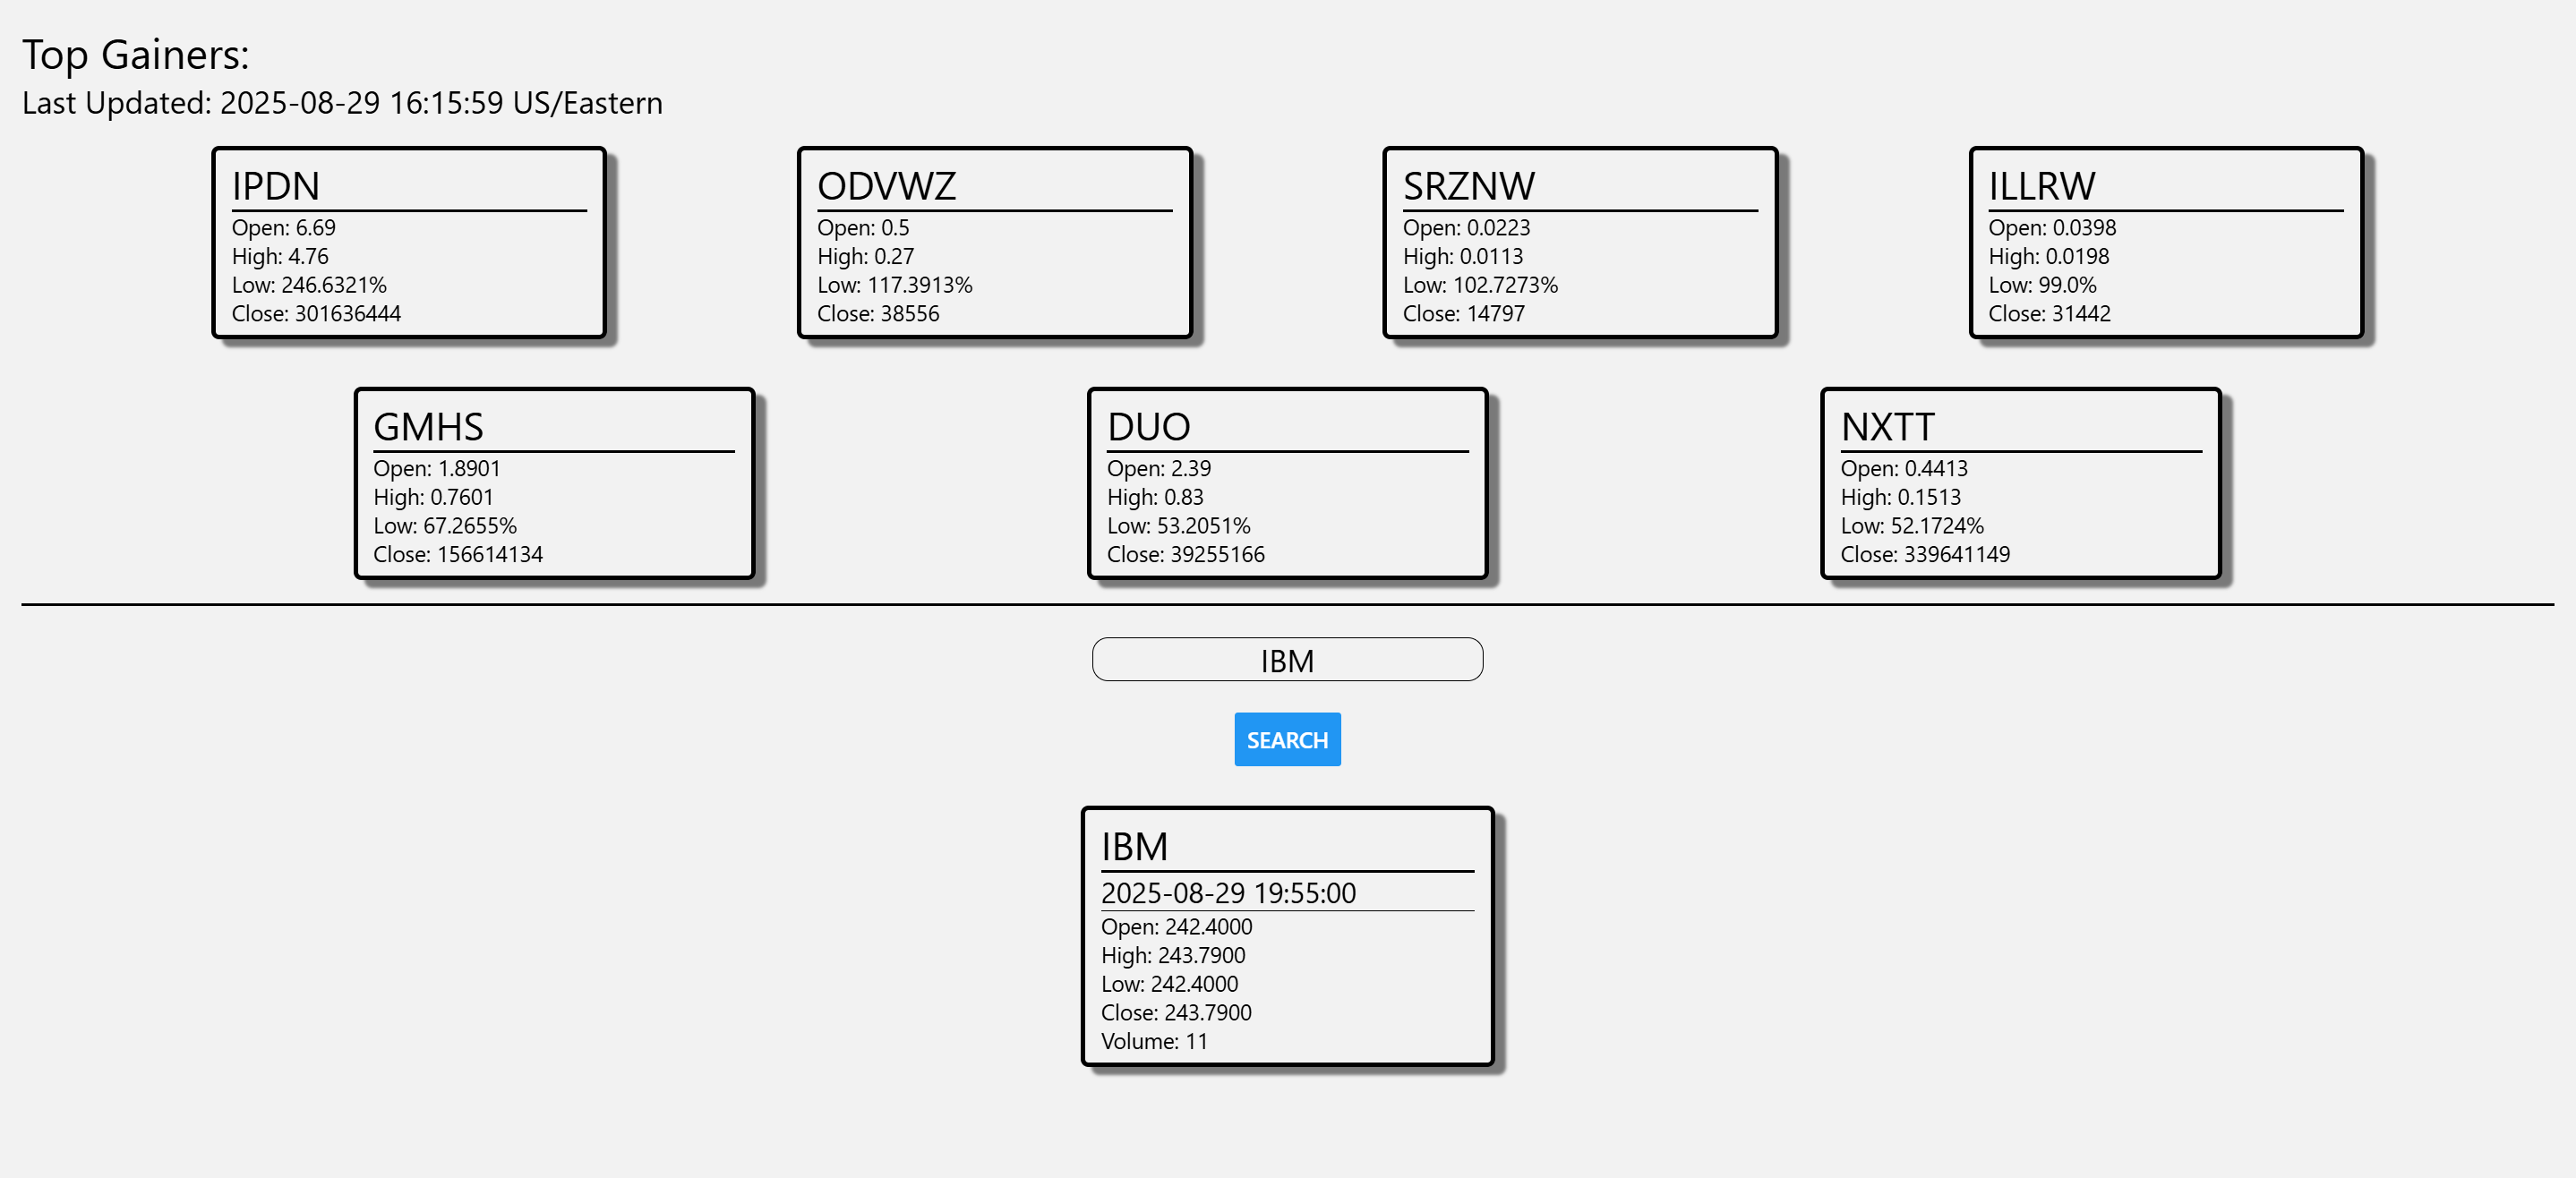 Top Gainers:
Last Updated: 2025-08-29 16:15:59 US/Eastern
IPDN
Open: 6.69
High: 4.76
Low: 246.6321%
Close: 301636444
ODVWZ
Open: 0.5
High: 0.27
Low: 117.3913%
Close: 38556
SRZNW
Open: 0.0223
High: 0.0113
Low: 102.7273%
Close: 14797
ILLRW
Open: 0.0398
High: 0.0198
Low: 99.0%
Close: 31442
GMHS
Open: 1.8901
High: 0.7601
Low: 67.2655%
Close: 156614134
DUO
Open: 2.39
High: 0.83
Low: 53.2051%
Close: 39255166
NXTT
Open: 0.4413
High: 0.1513
Low: 52.1724%
Close: 339641149
IBM
SEARCH
IBM
2025-08-29 19:55:00
Open: 242.4000
High: 243.7900
Low: 242.4000
Close: 243.7900
Volume: 11